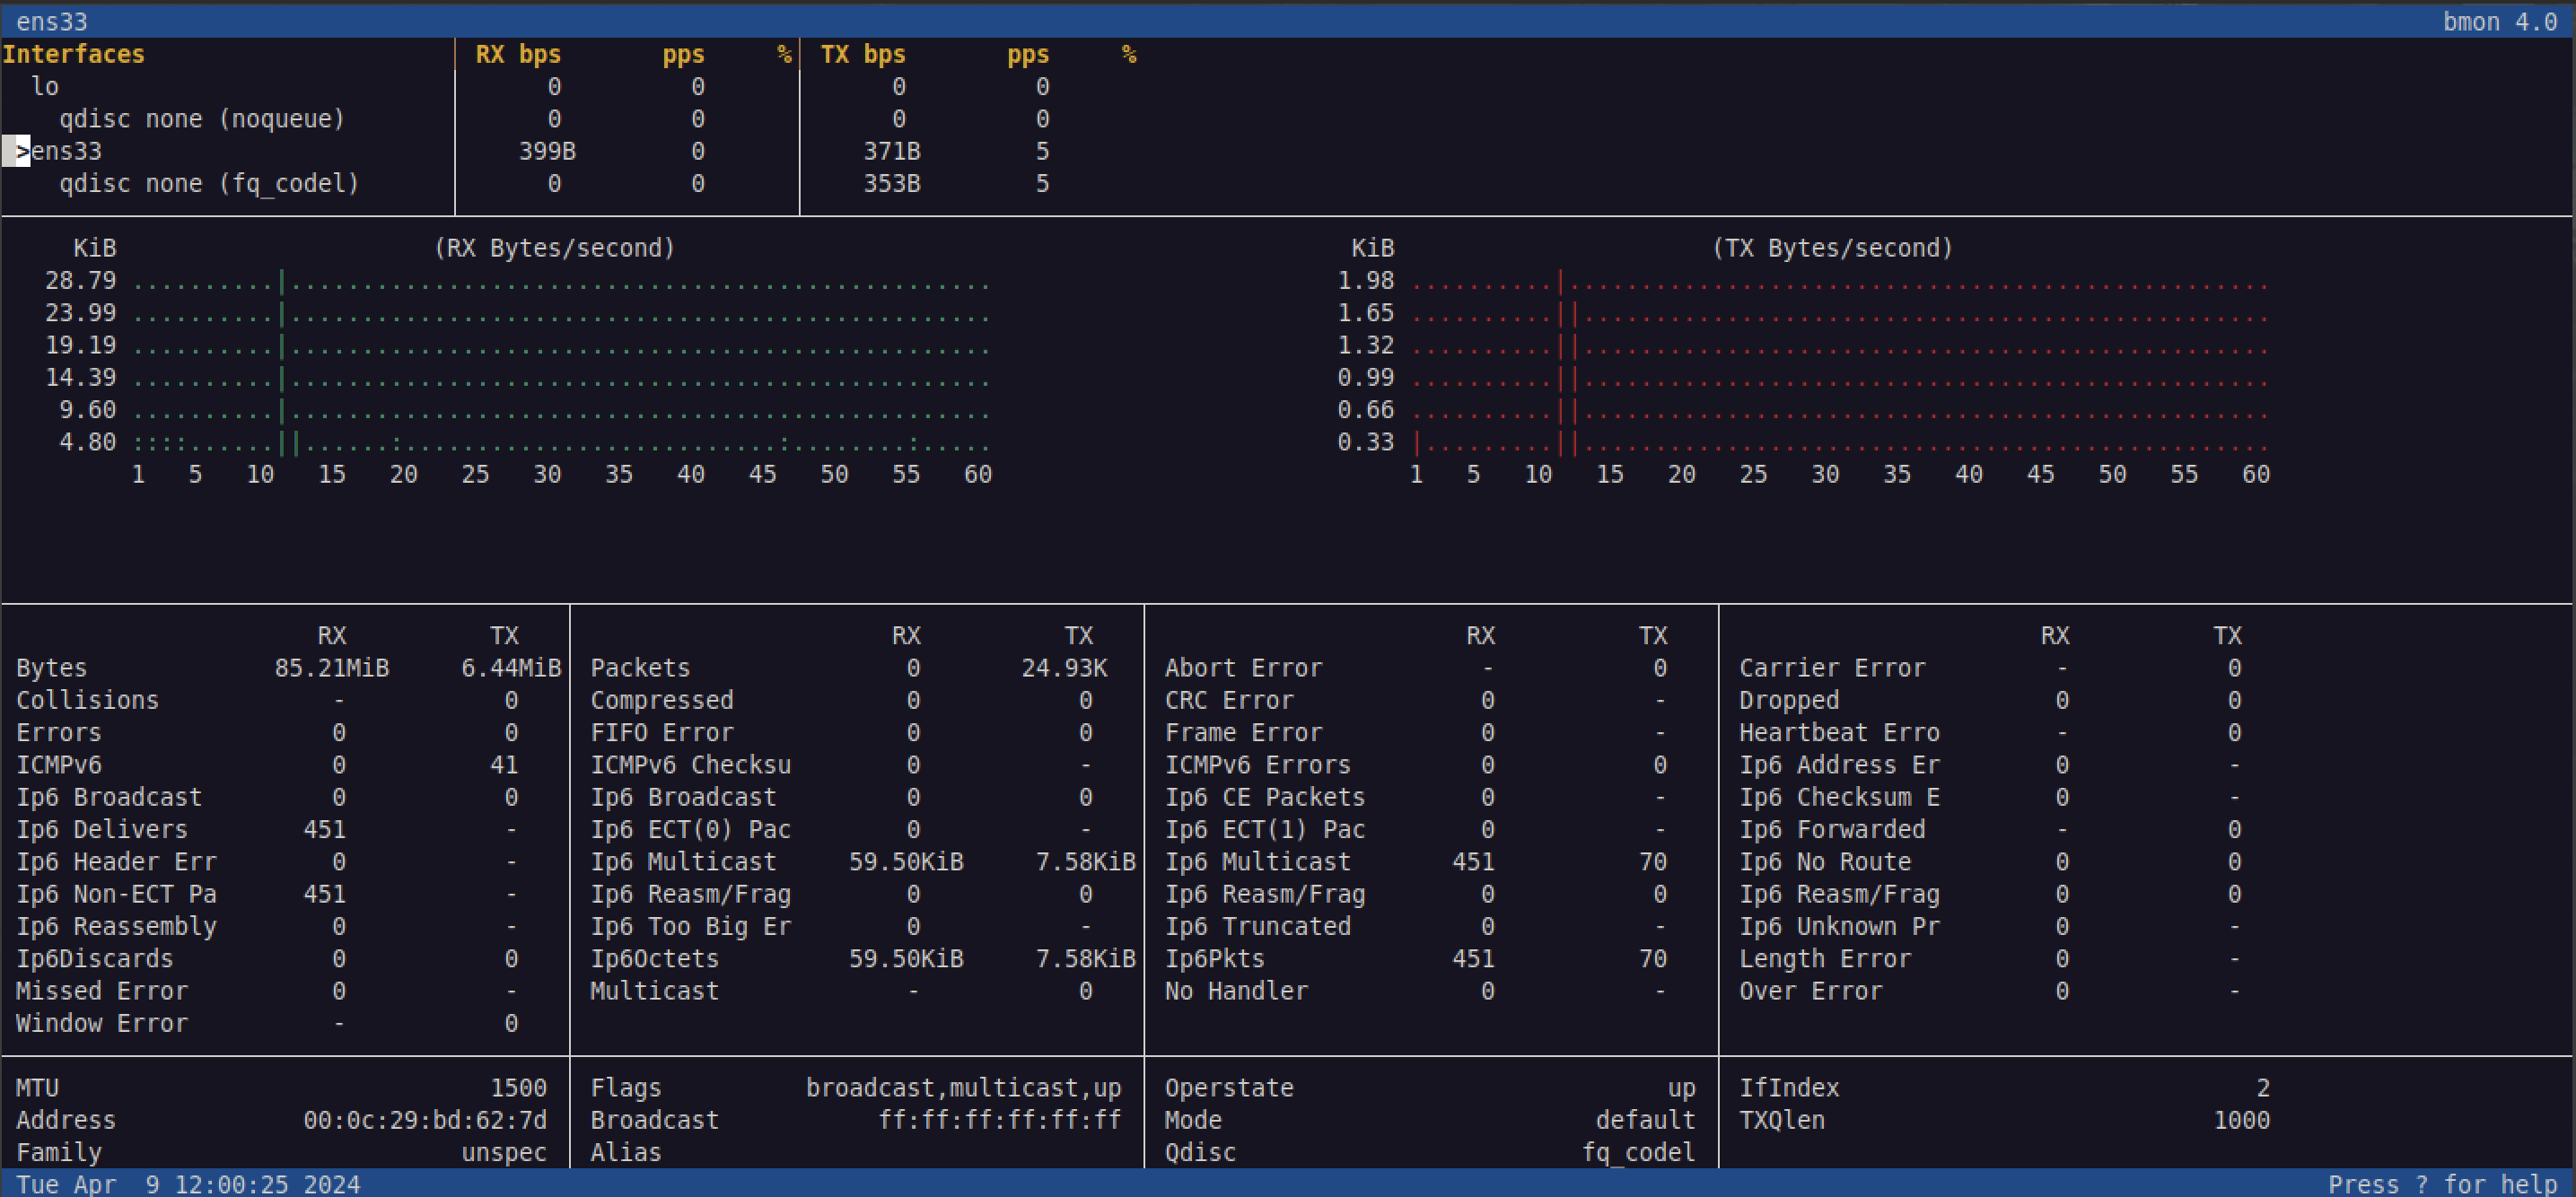 ens33 bmon 4.0
Interfaces RX bps pps % TX bps pps %
lo 0 0 0 0
qdisc none (noqueue) 0 0 0 0
>ens33 399B 0 371B 5
qdisc none (fq_codel) 0 0 353B 5
KiB (RX Bytes/second) KiB (TX Bytes/second)
28.79 ..........|................................................. 1.98 ..........|.................................................
23.99 ..........|................................................. 1.65 ..........||................................................
19.19 ..........|................................................. 1.32 ..........||................................................
14.39 ..........|................................................. 0.99 ..........||................................................
9.60 ..........|................................................. 0.66 ..........||................................................
4.80 ::::......||......:..........................:........:..... 0.33 |.........||................................................
1 5 10 15 20 25 30 35 40 45 50 55 60 1 5 10 15 20 25 30 35 40 45 50 55 60
RX TX RX TX RX TX RX TX
Bytes 85.21MiB 6.44MiB Packets 0 24.93K Abort Error - 0 Carrier Error - 0
Collisions - 0 Compressed 0 0 CRC Error 0 - Dropped 0 0
Errors 0 0 FIFO Error 0 0 Frame Error 0 - Heartbeat Erro - 0
ICMPv6 0 41 ICMPv6 Checksu 0 - ICMPv6 Errors 0 0 Ip6 Address Er 0 -
Ip6 Broadcast 0 0 Ip6 Broadcast 0 0 Ip6 CE Packets 0 - Ip6 Checksum E 0 -
Ip6 Delivers 451 - Ip6 ECT(0) Pac 0 - Ip6 ECT(1) Pac 0 - Ip6 Forwarded - 0
Ip6 Header Err 0 - Ip6 Multicast 59.50KiB 7.58KiB Ip6 Multicast 451 70 Ip6 No Route 0 0
Ip6 Non-ECT Pa 451 - Ip6 Reasm/Frag 0 0 Ip6 Reasm/Frag 0 0 Ip6 Reasm/Frag 0 0
Ip6 Reassembly 0 - Ip6 Too Big Er 0 - Ip6 Truncated 0 - Ip6 Unknown Pr 0 -
Ip6Discards 0 0 Ip6Octets 59.50KiB 7.58KiB Ip6Pkts 451 70 Length Error 0 -
Missed Error 0 - Multicast - 0 No Handler 0 - Over Error 0 -
Window Error - 0
MTU 1500 Flags broadcast,multicast,up Operstate up IfIndex 2
Address 00:0c:29:bd:62:7d Broadcast ff:ff:ff:ff:ff:ff Mode default TXQlen 1000
Family unspec Alias Qdisc fq_codel
Tue Apr  9 12:00:25 2024 Press ? for help